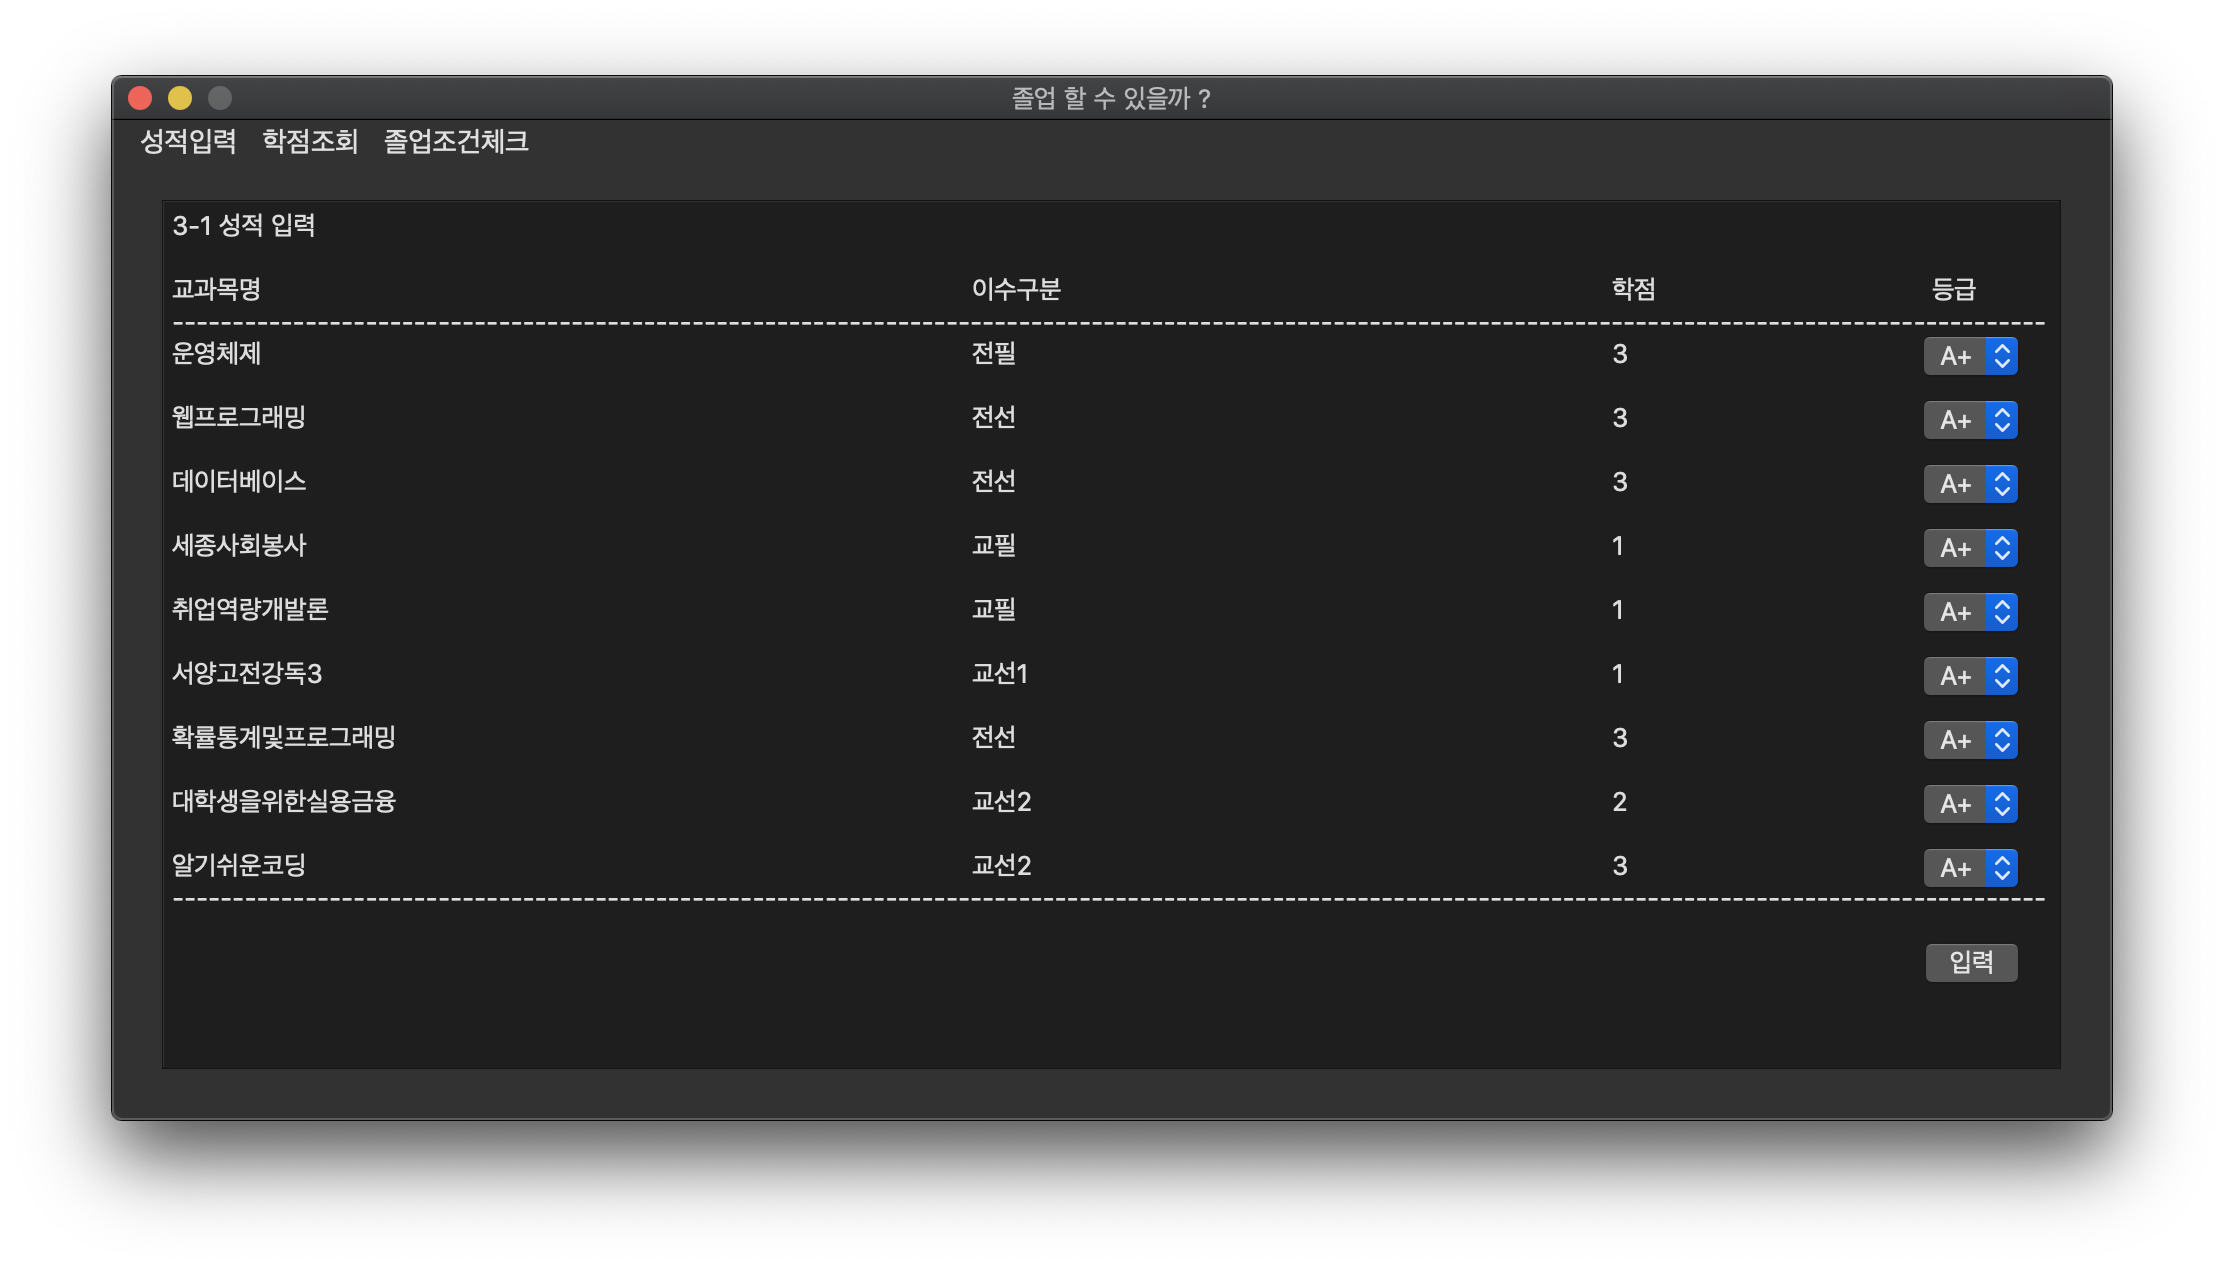 졸업 할 수 있을까 ?
성적입력 학점조회 졸업조건체크
3-1 성적 입력
교과목명 이수구분 학점 등급
운영체제 전필 3 A+
웹프로그래밍 전선 3 A+
데이터베이스 전선 3 A+
세종사회봉사 교필 1 A+
취업역량개발론 교필 1 A+
서양고전강독3 교선1 1 A+
확률통계및프로그래밍 전선 3 A+
대학생을위한실용금융 교선2 2 A+
알기쉬운코딩 교선2 3 A+
입력